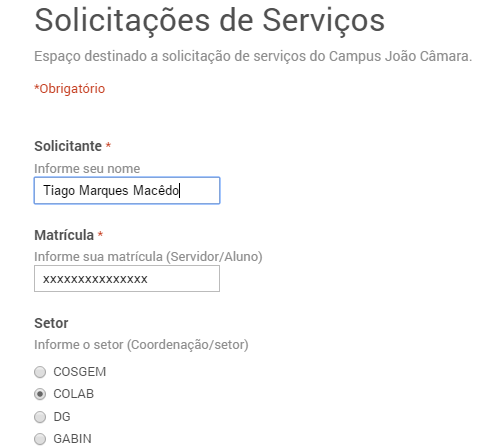 Solicitações de Serviços
Espaço destinado a solicitação de serviços do Campus João Câmara.
*Obrigatório
Solicitante *
Informe seu nome
Tiago Marques Macêdo
Matrícula *
Informe sua matrícula (Servidor/Aluno)
xxxxxxxxxxxxxxx
Setor
Informe o setor (Coordenação/setor)
COSGEM
COLAB
DG
GABIN